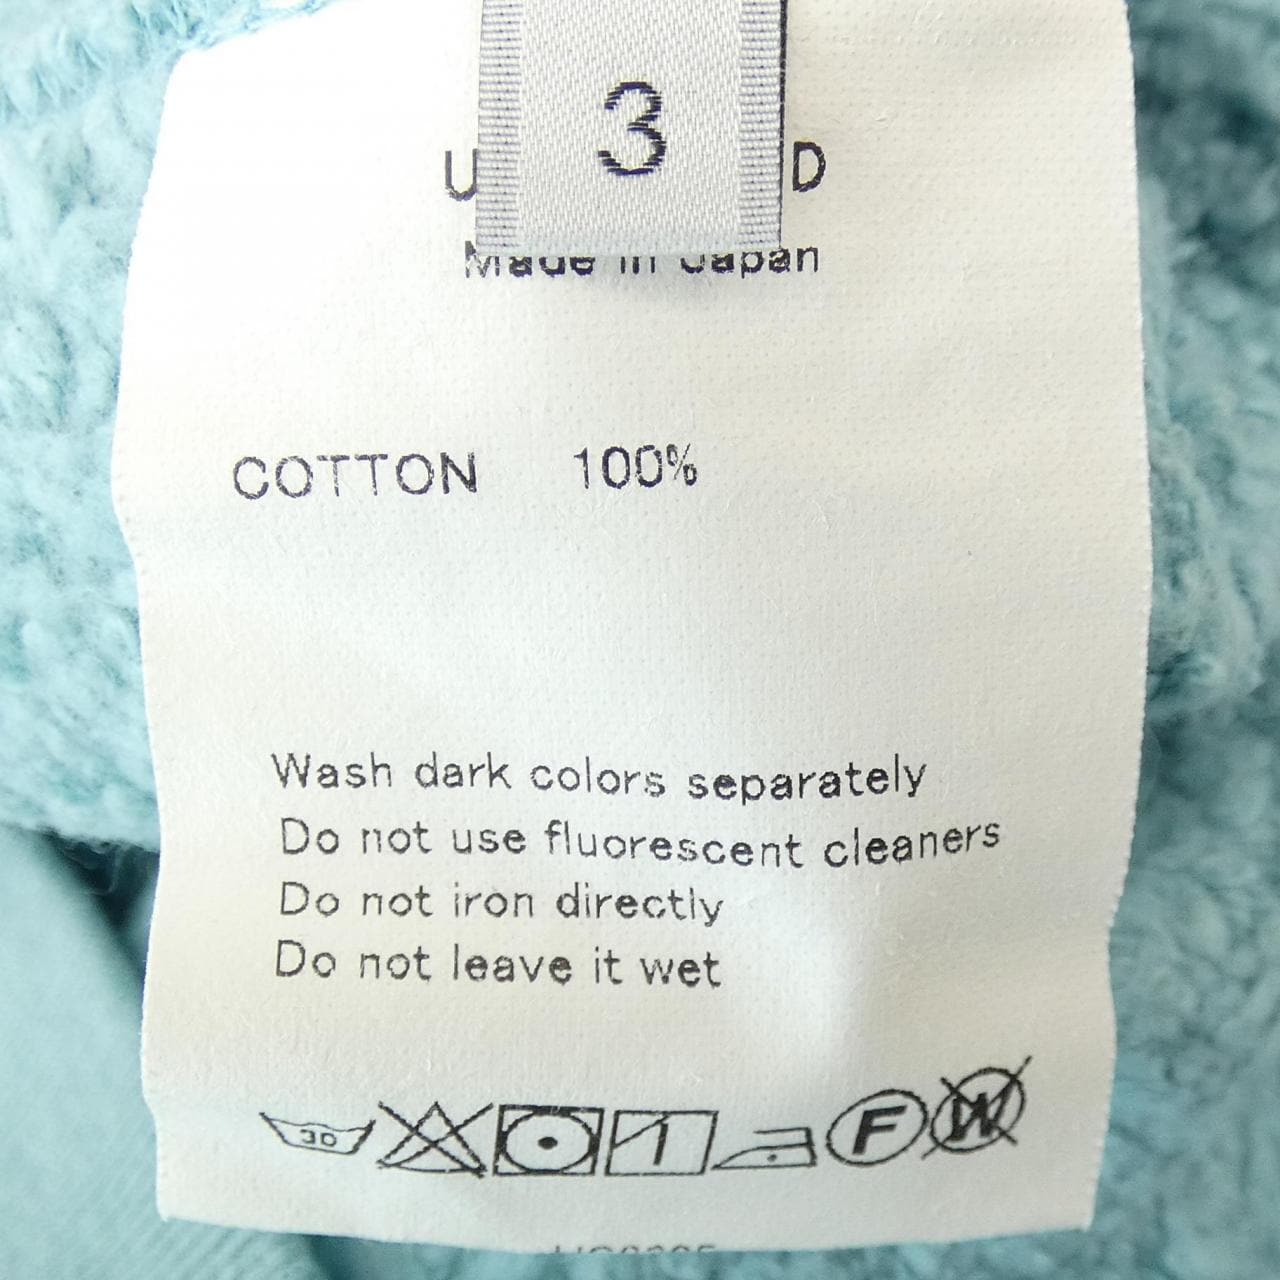 3
Made in Japan
COTTON 100%
Wash dark colors separately
Do not use fluorescent cleaners
Do not iron directly
Do not leave it wet
30
F W